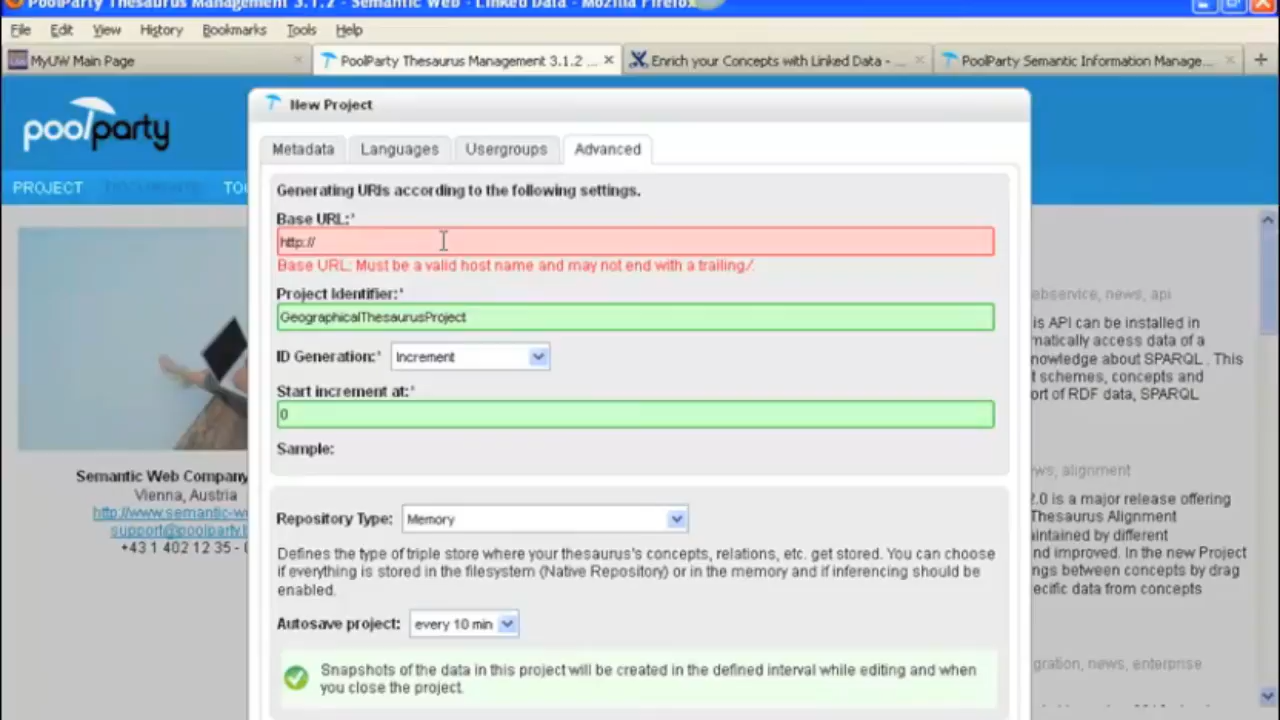 PoolParty Thesaurus Management 3.1.2 - Semantic Web - Linked Data - Mozilla Firefox
File Edit View History Bookmarks Tools Help
MyUW Main Page
PoolParty Thesaurus Management 3.1.2 ...
Enrich your Concepts with Linked Data - ...
PoolParty Semantic Information Manage...
poolparty
New Project
Metadata Languages Usergroups Advanced
PROJECT DOCUMENTS TOO
Generating URIs according to the following settings.
Base URL:*
http://
Base URL: Must be a valid host name and may not end with a trailing/.
Project Identifier:*
GeographicalThesaurusProject
ID Generation:* Increment
Start increment at:*
0
Sample:
Repository Type: Memory
Defines the type of triple store where your thesaurus's concepts, relations, etc. get stored. You can choose
if everything is stored in the filesystem (Native Repository) or in the memory and if inferencing should be
enabled.
Autosave project: every 10 min
Snapshots of the data in this project will be created in the defined interval while editing and when
you close the project.
Semantic Web Company
Vienna, Austria
http://www.semantic-w
support@poolparty.b
+43 1 402 12 35 -
ebservice, news, api
is API can be installed in
matically access data of a
nowledge about SPARQL . This
t schemes, concepts and
ort of RDF data, SPARQL
ws, alignment
2.0 is a major release offering
Thesaurus Alignment
aintained by different
nd improved. In the new Project
ngs between concepts by drag
ecific data from concepts
gration, news, enterprise